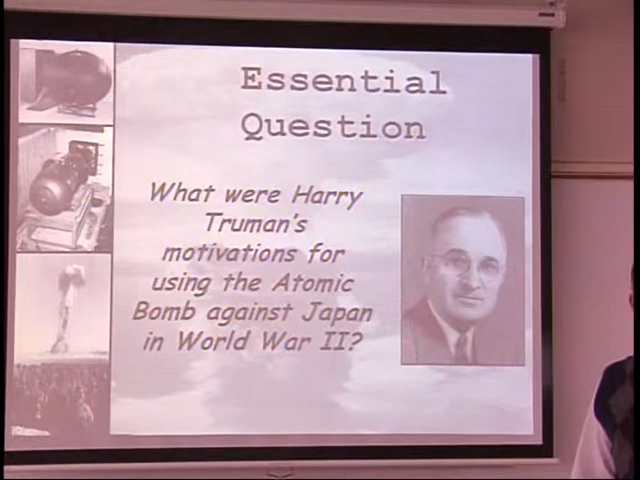 Essential
Question
What were Harry
Truman's
motivations for
using the Atomic
Bomb against Japan
in World War II?